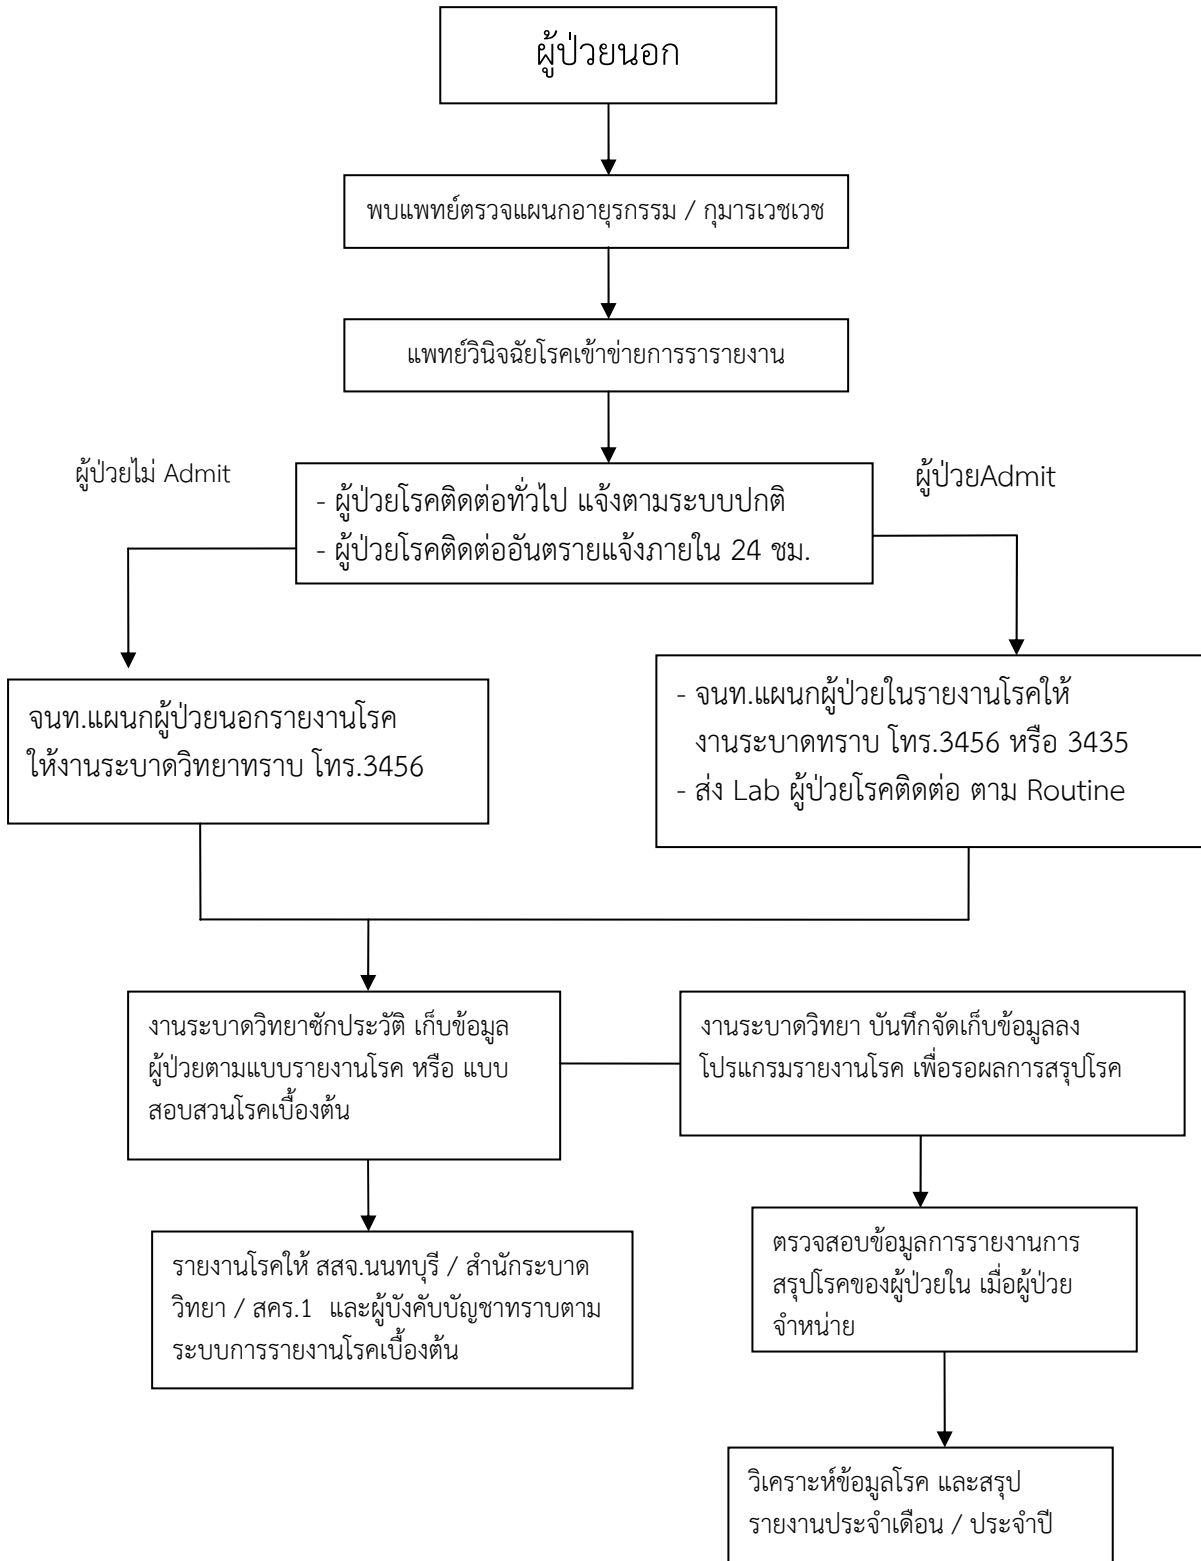 ผู้ป่วยนอก
พบแพทย์ตรวจแผนกอายุรกรรม / กุมารเวชเวช
แพทย์วินิจฉัยโรคเข้าข่ายการรารายงาน
ผู้ป่วยไม่ Admit
ผู้ป่วยAdmit
- ผู้ป่วยโรคติดต่อทั่วไป แจ้งตามระบบปกติ
- ผู้ป่วยโรคติดต่ออันตรายแจ้งภายใน 24 ชม.
จนท.แผนกผู้ป่วยนอกรายงานโรค
ให้งานระบาดวิทยาทราบ โทร.3456
- จนท.แผนกผู้ป่วยในรายงานโรคให้
งานระบาดทราบ โทร.3456 หรือ 3435
- ส่ง Lab ผู้ป่วยโรคติดต่อ ตาม Routine
งานระบาดวิทยาซักประวัติ เก็บข้อมูล
ผู้ป่วยตามแบบรายงานโรค หรือ แบบ
สอบสวนโรคเบื้องต้น
งานระบาดวิทยา บันทึกจัดเก็บข้อมูลลง
โปรแกรมรายงานโรค เพื่อรอผลการสรุปโรค
รายงานโรคให้ สสจ.นนทบุรี / สำนักระบาด
วิทยา / สคร.1 และผู้บังคับบัญชาทราบตาม
ระบบการรายงานโรคเบื้องต้น
ตรวจสอบข้อมูลการรายงานการ
สรุปโรคของผู้ป่วยใน เมื่อผู้ป่วย
จำหน่าย
วิเคราะห์ข้อมูลโรค และสรุป
รายงานประจำเดือน / ประจำปี